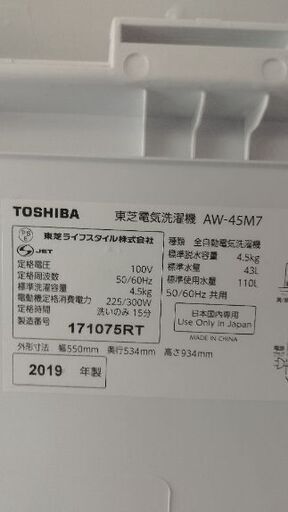 TOSHIBA 東芝電気洗濯機 AW-45M7
東芝ライフスタイル株式会社
JET
定格電圧 100V
定格周波数 50/60Hz
標準洗濯容量 4.5kg
電動機定格消費電力 225/300W
定格時間 洗いのみ 15分
製造番号 171075RT
種類 全自動電気洗濯機
標準脱水容量 4.5kg
標準水量 43L
標準使用水量 110L
50/60Hz 共用
日本国内専用
Use Only in Japan
MADE IN CHINA
外形寸法 幅550mm 奥行534mm 高さ934mm
2019 年製